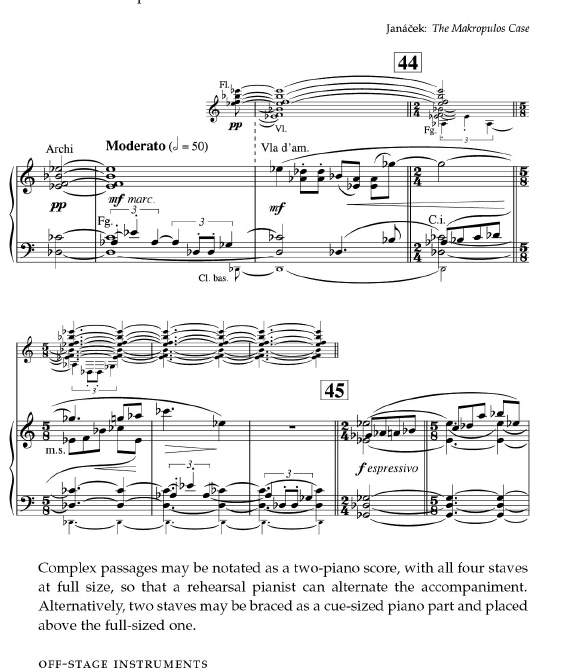 Janáček: The Makropulos Case
44
Fl.
pp
Vl.
Fg.
3
Archi
Moderato (𝅗𝅥 = 50)
Vla d'am.
pp
mf marc.
mf
3
Fg.
3
C.i.
Cl. bas.
3
45
m.s.
f espressivo
3
3
Complex passages may be notated as a two-piano score, with all four staves
at full size, so that a rehearsal pianist can alternate the accompaniment.
Alternatively, two staves may be braced as a cue-sized piano part and placed
above the full-sized one.
OFF-STAGE INSTRUMENTS